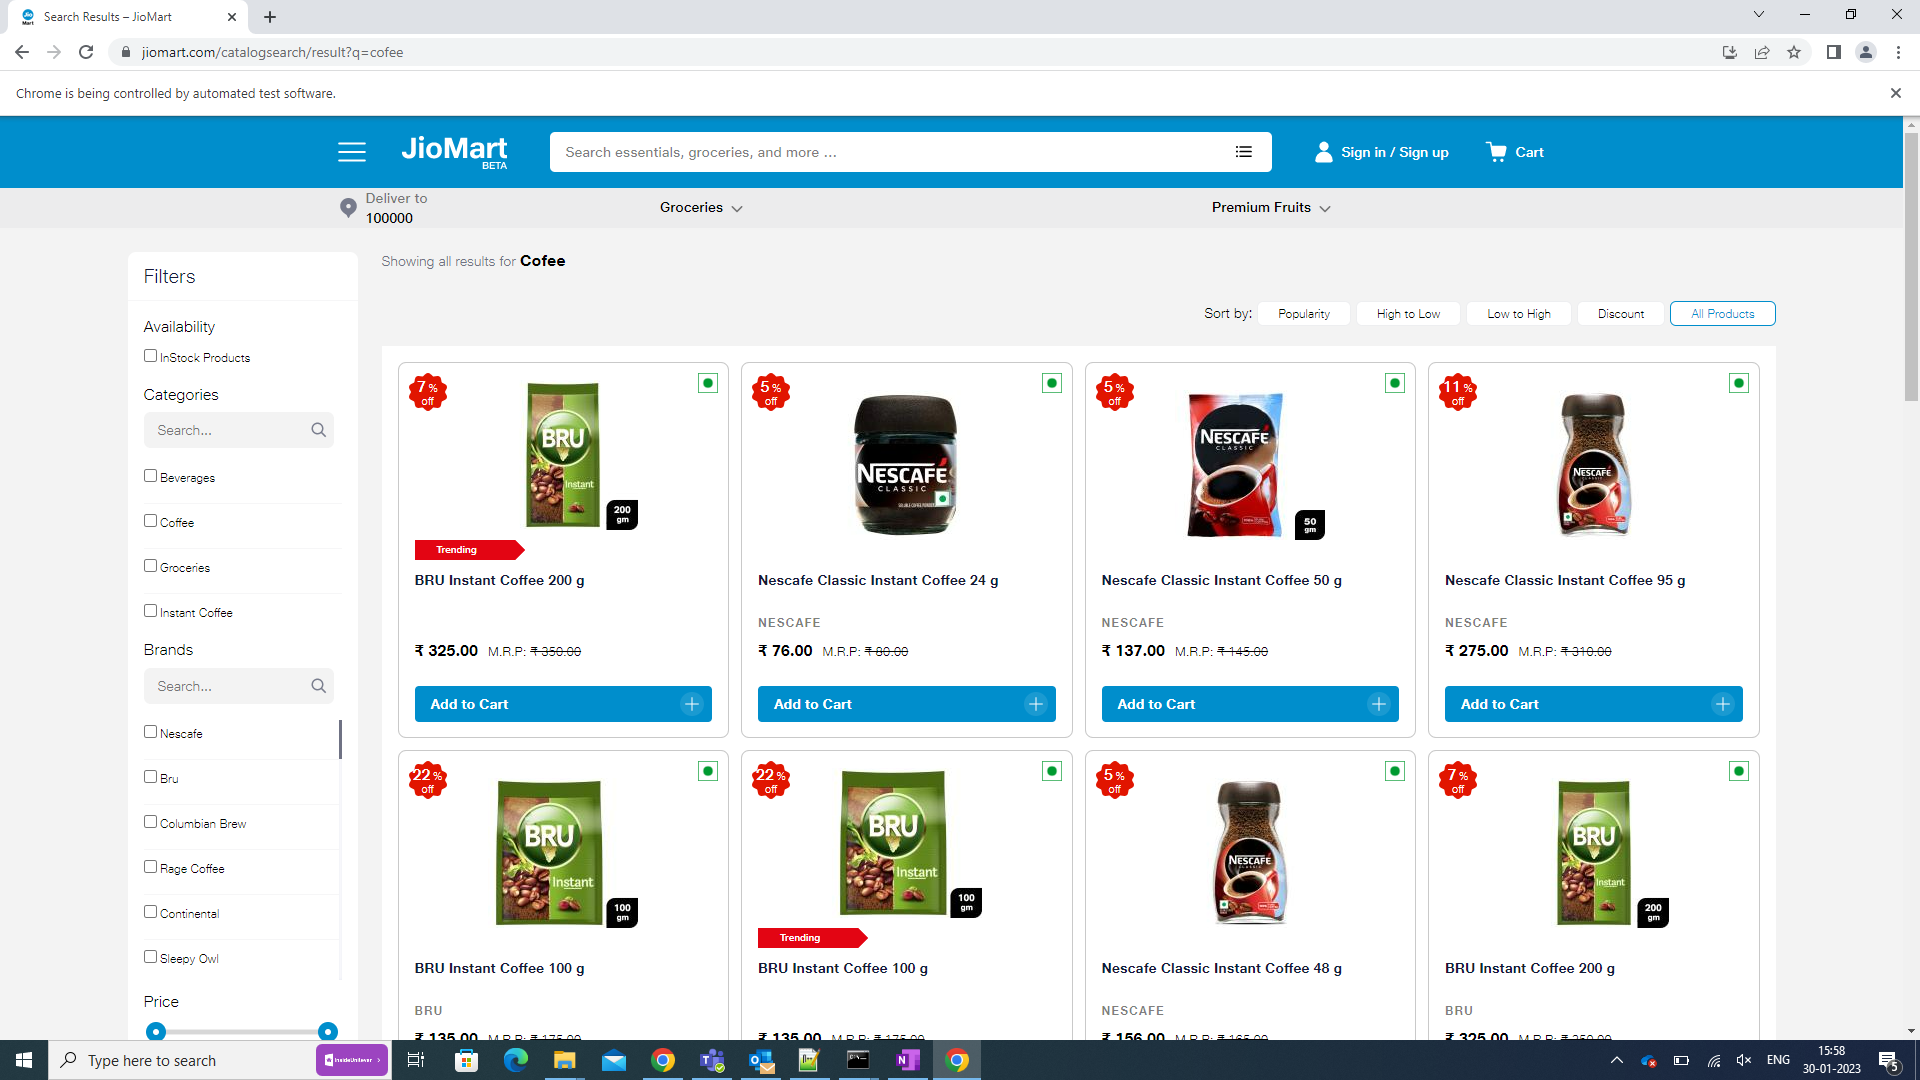 Search Results – JioMart
jiomart.com/catalogsearch/result?q=cofee
Chrome is being controlled by automated test software.
JioMart
BETA
Search essentials, groceries, and more ...
Sign in / Sign up
Cart
Deliver to
100000
Groceries
Premium Fruits
Filters
Availability
InStock Products
Categories
Search...
Beverages
Coffee
Groceries
Instant Coffee
Brands
Search...
Nescafe
Bru
Columbian Brew
Rage Coffee
Continental
Sleepy Owl
Price
Showing all results for Cofee
Sort by: Popularity High to Low Low to High Discount All Products
7 % off
BRU
Instant
200 gm
Trending
BRU Instant Coffee 200 g
₹ 325.00 M.R.P: ₹ 350.00
Add to Cart
5 % off
NESCAFÉ
CLASSIC
Nescafe Classic Instant Coffee 24 g
NESCAFE
₹ 76.00 M.R.P: ₹ 80.00
Add to Cart
5 % off
NESCAFÉ
CLASSIC
50 gm
Nescafe Classic Instant Coffee 50 g
NESCAFE
₹ 137.00 M.R.P: ₹ 145.00
Add to Cart
11 % off
NESCAFÉ
Nescafe Classic Instant Coffee 95 g
NESCAFE
₹ 275.00 M.R.P: ₹ 310.00
Add to Cart
22 % off
BRU
Instant
100 gm
BRU Instant Coffee 100 g
BRU
₹ 135.00 M.R.P: ₹ 175.00
22 % off
BRU
Instant
100 gm
Trending
BRU Instant Coffee 100 g
₹ 135.00 M.R.P: ₹ 175.00
5 % off
NESCAFÉ
Nescafe Classic Instant Coffee 48 g
NESCAFE
₹ 156.00 M.R.P: ₹ 165.00
7 % off
BRU
Instant
200 gm
BRU Instant Coffee 200 g
BRU
₹ 325.00 M.R.P: ₹ 350.00
Type here to search
InsideUnilever
ENG
15:58
30-01-2023
5